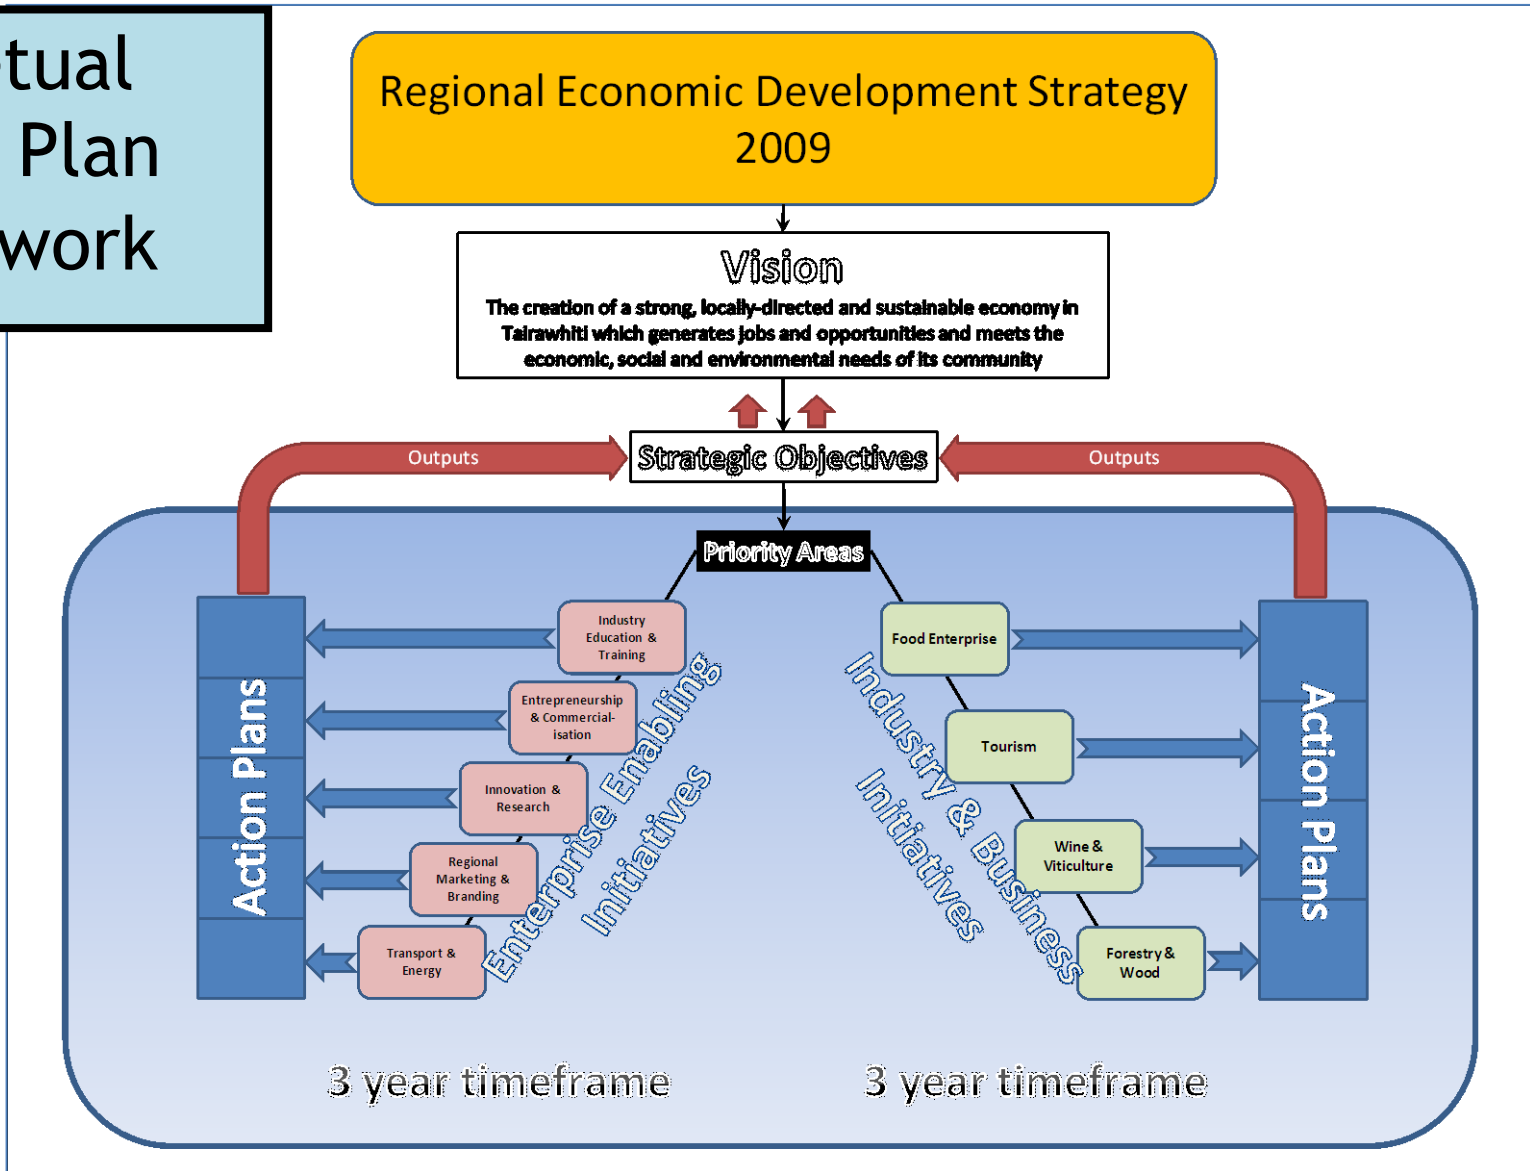 tual
Plan
work
Regional Economic Development Strategy
2009
Vision
The creation of a strong, locally-directed and sustainable economy in
Tairawhiti which generates jobs and opportunities and meets the
economic, social and environmental needs of its community
Outputs
Strategic Objectives
Outputs
Priority Areas
Industry
Education &
Training
Entrepreneurship
& Commercial-
isation
Innovation &
Research
Regional
Marketing &
Branding
Transport &
Energy
Enterprise Enabling
Initiatives
Action Plans
Food Enterprise
Tourism
Wine &
Viticulture
Forestry &
Wood
Industry & Business
Initiatives
Action Plans
3 year timeframe
3 year timeframe